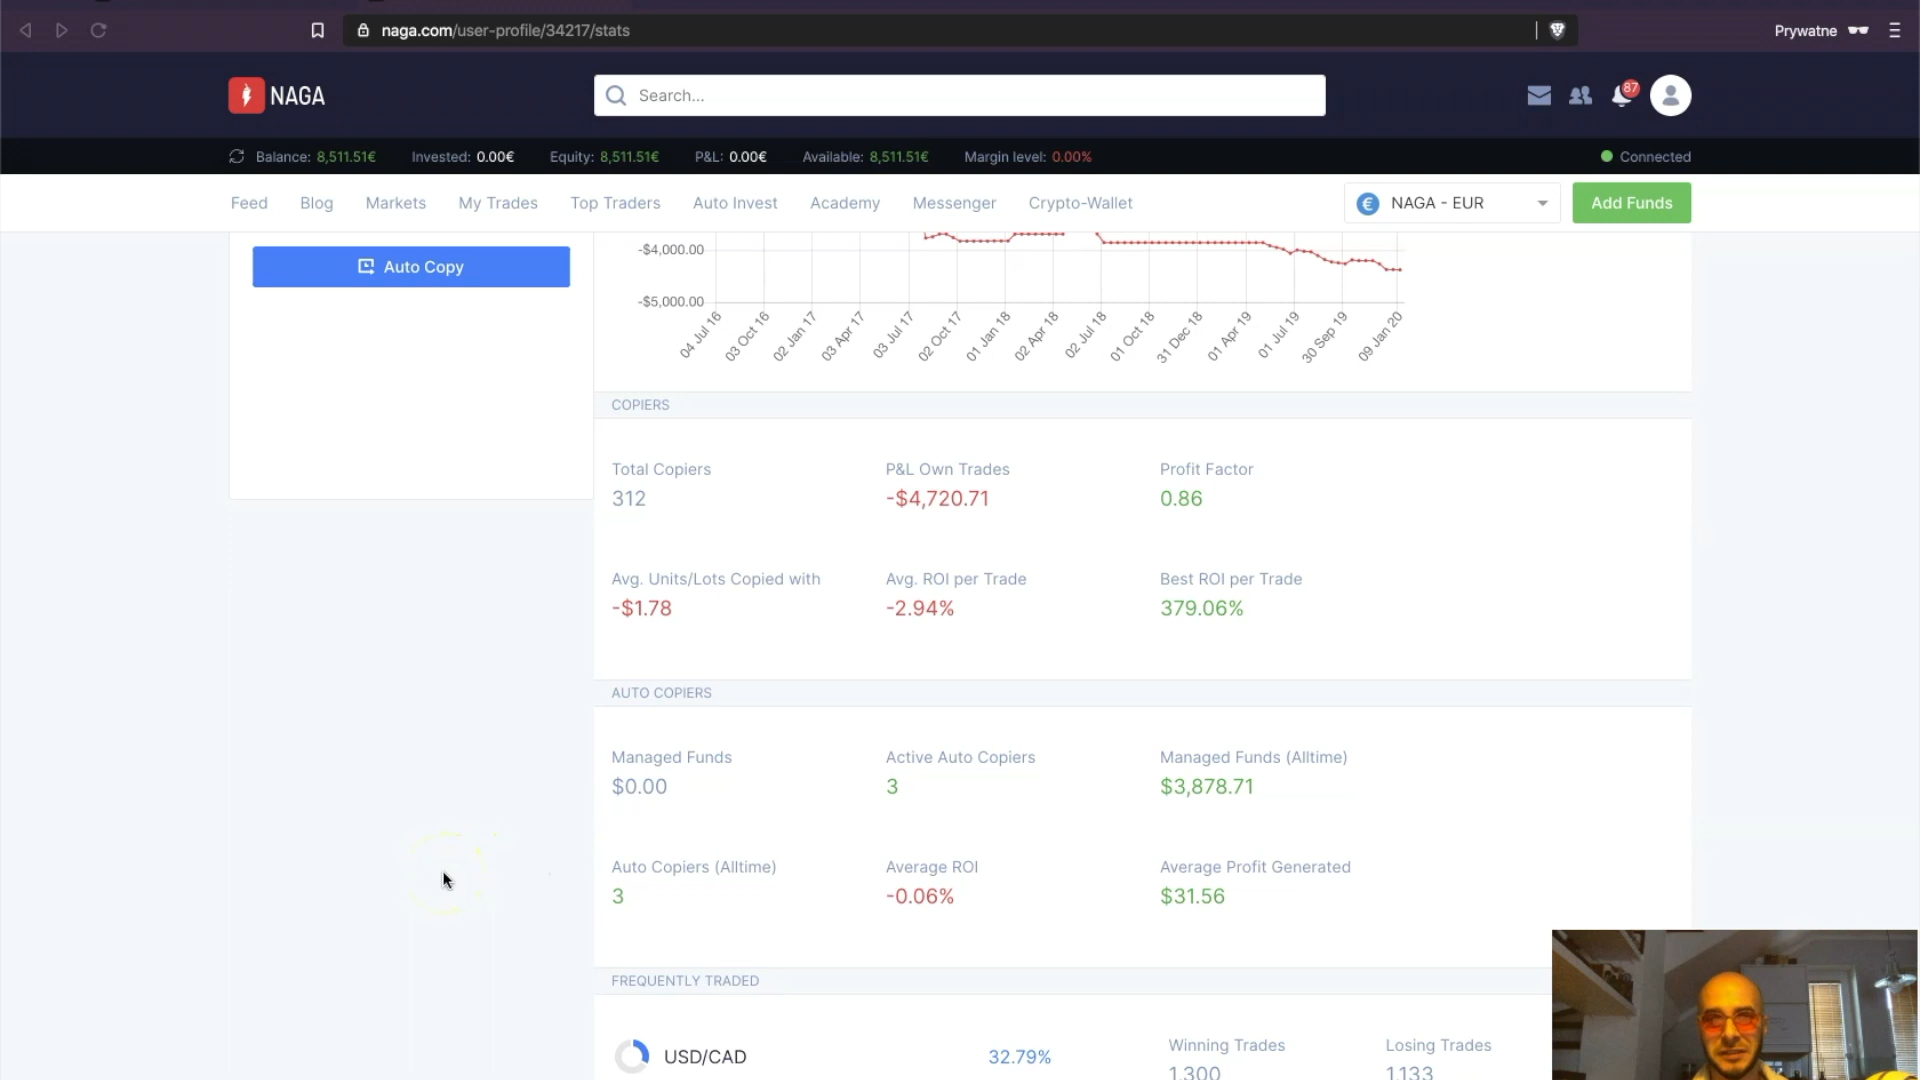 naga.com/user-profile/34217/stats
Prywatne
NAGA
Search...
87
Balance: 8,511.51€ Invested: 0.00€ Equity: 8,511.51€ P&L: 0.00€ Available: 8,511.51€ Margin level: 0.00% Connected
Feed Blog Markets My Trades Top Traders Auto Invest Academy Messenger Crypto-Wallet € NAGA - EUR Add Funds
Auto Copy
-$4,000.00
-$5,000.00
04 Jul 16 03 Oct 16 02 Jan 17 03 Apr 17 03 Jul 17 02 Oct 17 01 Jan 18 02 Apr 18 02 Jul 18 01 Oct 18 31 Dec 18 01 Apr 19 01 Jul 19 30 Sep 19 09 Jan 20
COPIERS
Total Copiers P&L Own Trades Profit Factor
312 -$4,720.71 0.86
Avg. Units/Lots Copied with Avg. ROI per Trade Best ROI per Trade
-$1.78 -2.94% 379.06%
AUTO COPIERS
Managed Funds Active Auto Copiers Managed Funds (Alltime)
$0.00 3 $3,878.71
Auto Copiers (Alltime) Average ROI Average Profit Generated
3 -0.06% $31.56
FREQUENTLY TRADED
USD/CAD 32.79% Winning Trades Losing Trades
1,300 1,133